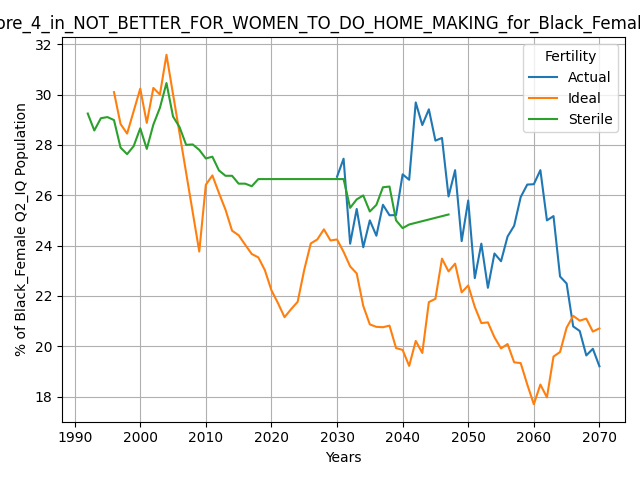 ore_4_in_NOT_BETTER_FOR_WOMEN_TO_DO_HOME_MAKING_for_Black_Femal
Fertility
Actual
Ideal
Sterile
% of Black_Female Q2_IQ Population
32
30
28
26
24
22
20
18
1990 2000 2010 2020 2030 2040 2050 2060 2070
Years